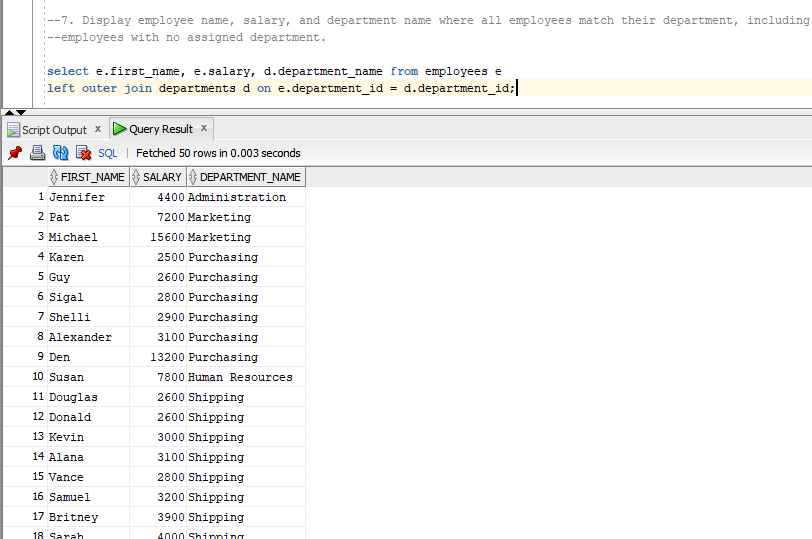 --7. Display employee name, salary, and department name where all employees match their department, including
--employees with no assigned department.
select e.first_name, e.salary, d.department_name from employees e
left outer join departments d on e.department_id = d.department_id;
Script Output x Query Result x
SQL | Fetched 50 rows in 0.003 seconds
FIRST_NAME SALARY DEPARTMENT_NAME
1 Jennifer 4400 Administration
2 Pat 7200 Marketing
3 Michael 15600 Marketing
4 Karen 2500 Purchasing
5 Guy 2600 Purchasing
6 Sigal 2800 Purchasing
7 Shelli 2900 Purchasing
8 Alexander 3100 Purchasing
9 Den 13200 Purchasing
10 Susan 7800 Human Resources
11 Douglas 2600 Shipping
12 Donald 2600 Shipping
13 Kevin 3000 Shipping
14 Alana 3100 Shipping
15 Vance 2800 Shipping
16 Samuel 3200 Shipping
17 Britney 3900 Shipping
18 Sarah 4000 Shipping